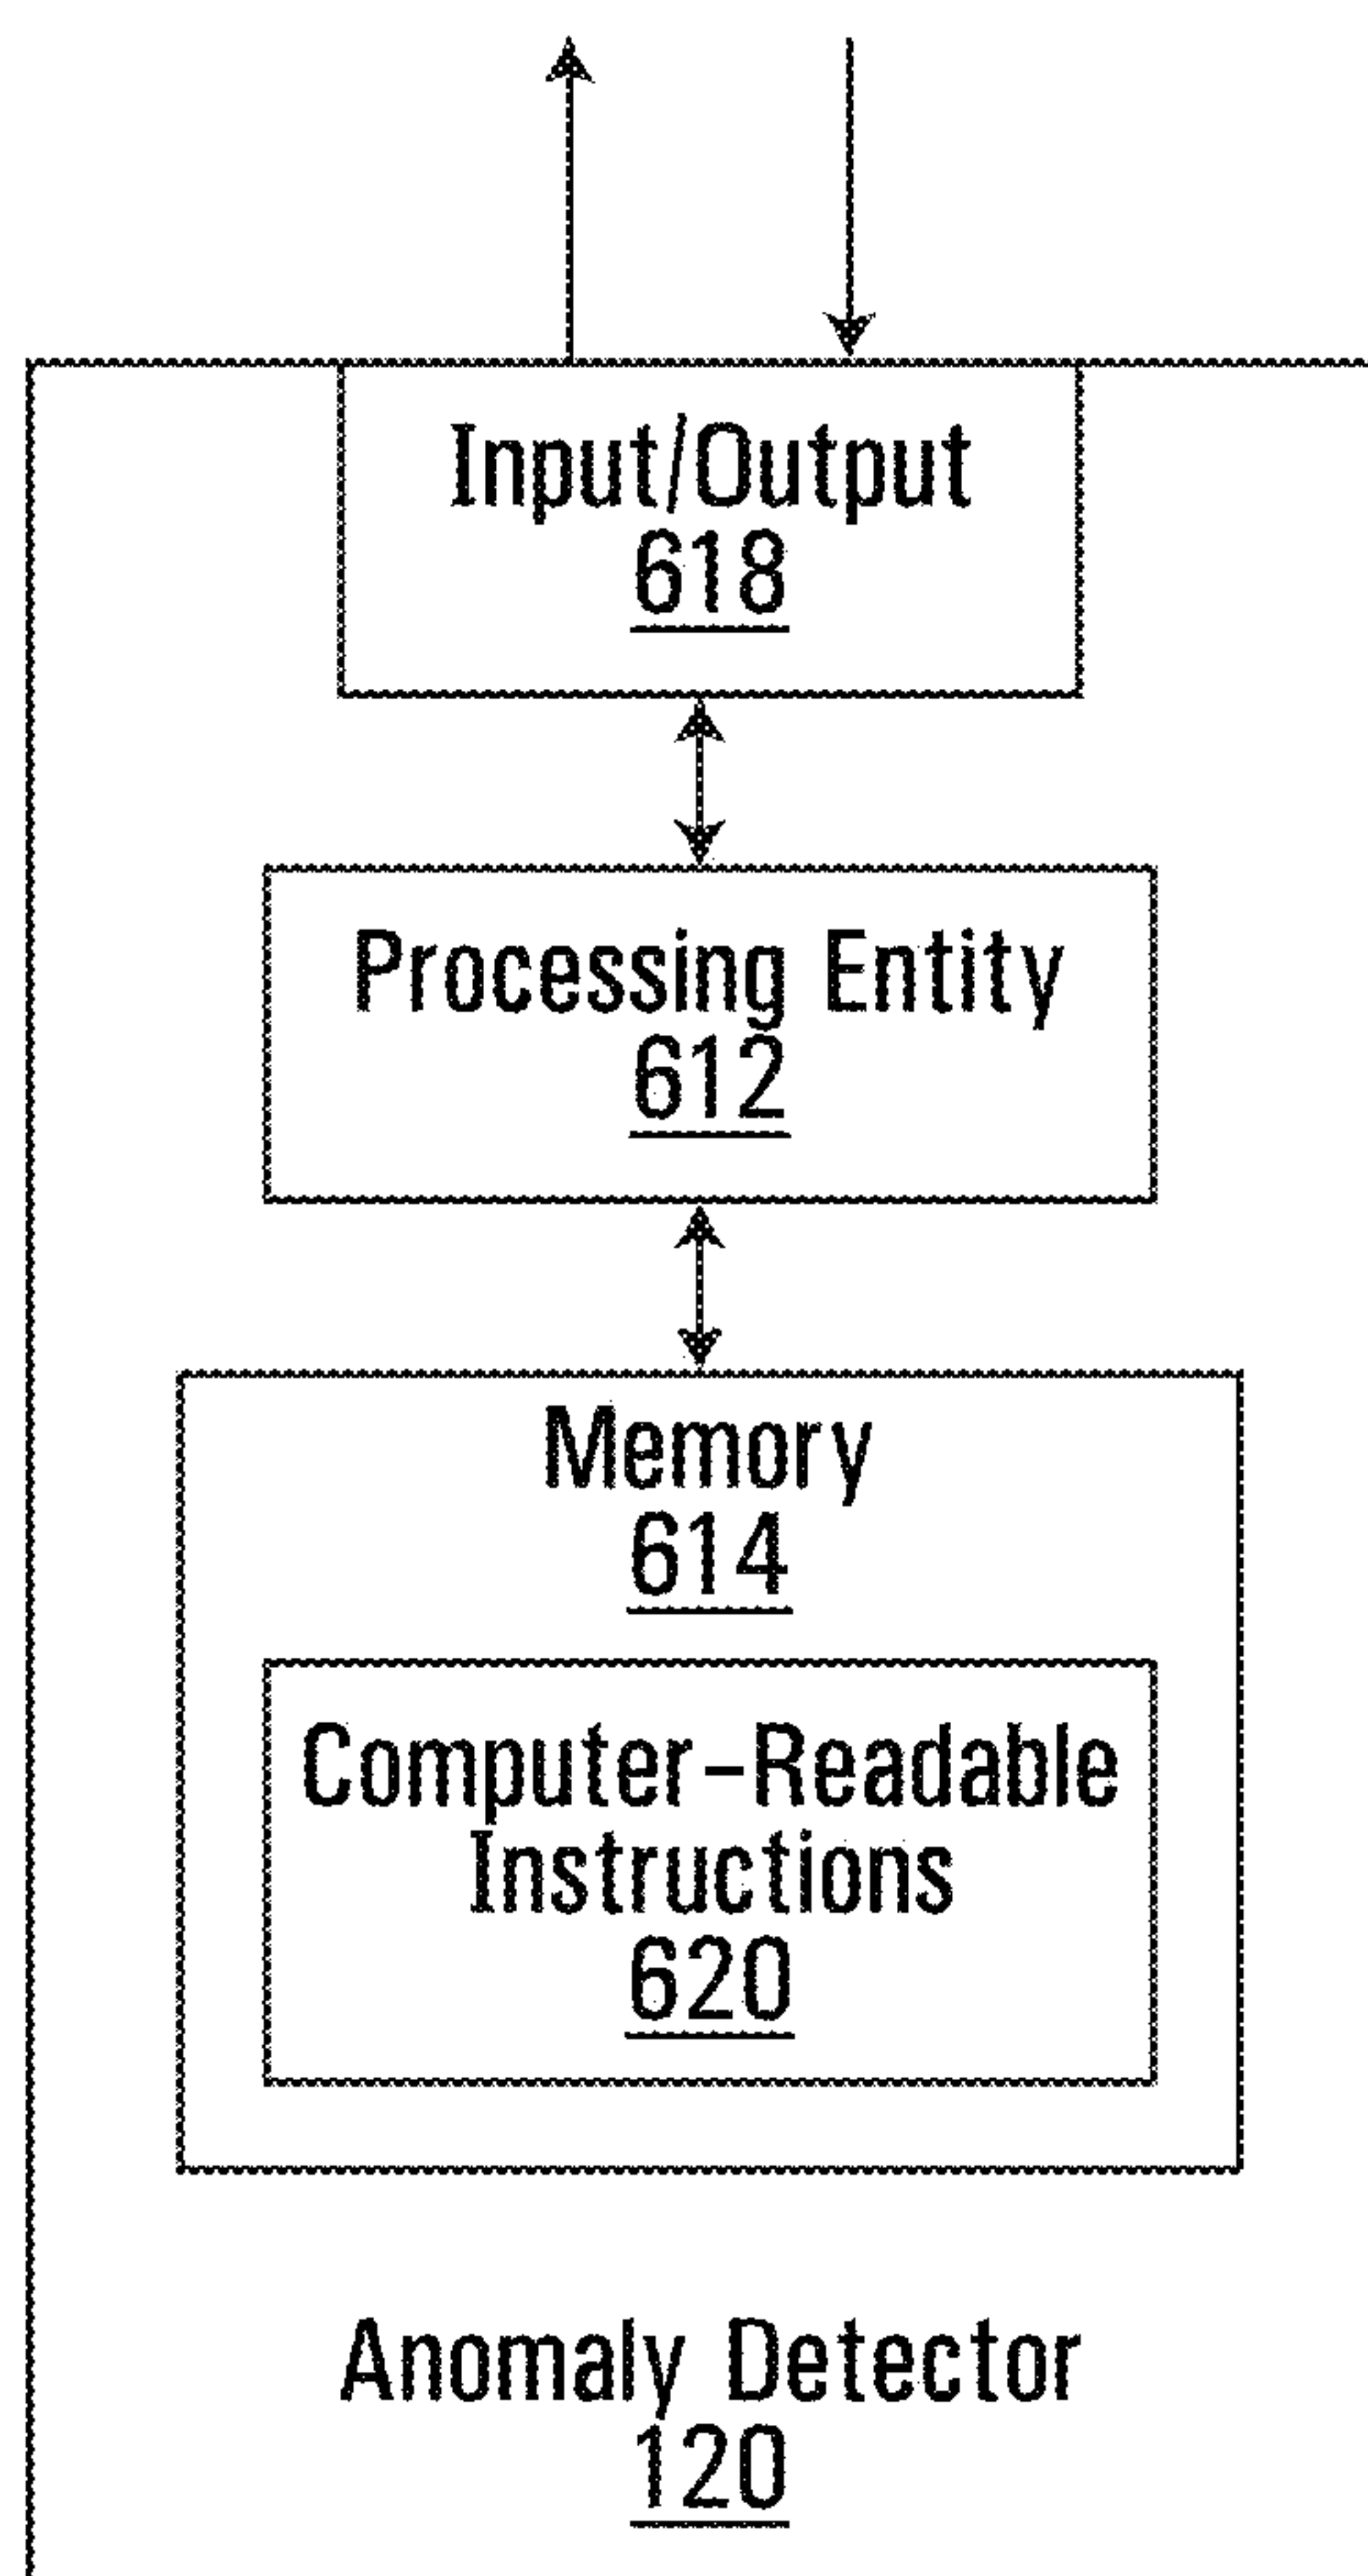 Input/Output
618
Processing Entity
612
Memory
614
Computer-Readable
Instructions
620
Anomaly Detector
120